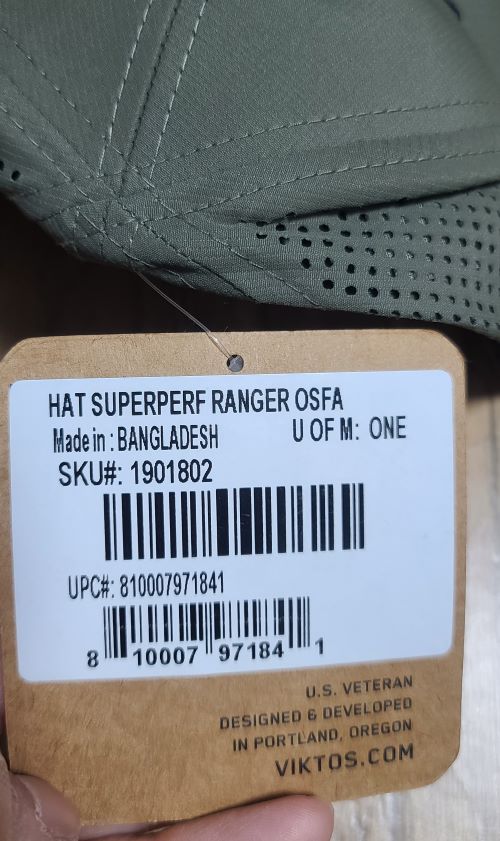 HAT SUPERPERF RANGER OSFA
Made in : BANGLADESH U OF M: ONE
SKU#: 1901802
UPC#: 810007971841
8 10007 97184 1
U.S. VETERAN
DESIGNED & DEVELOPED
IN PORTLAND, OREGON
VIKTOS.COM